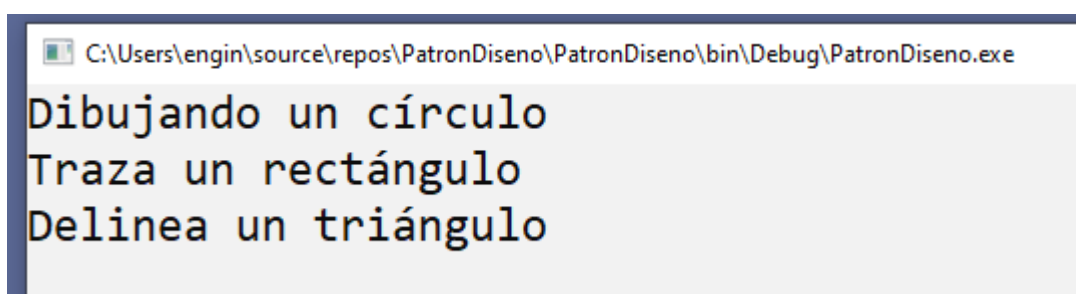 C:\Users\engin\source\repos\PatronDiseno\PatronDiseno\bin\Debug\PatronDiseno.exe
Dibujando un círculo
Traza un rectángulo
Delinea un triángulo